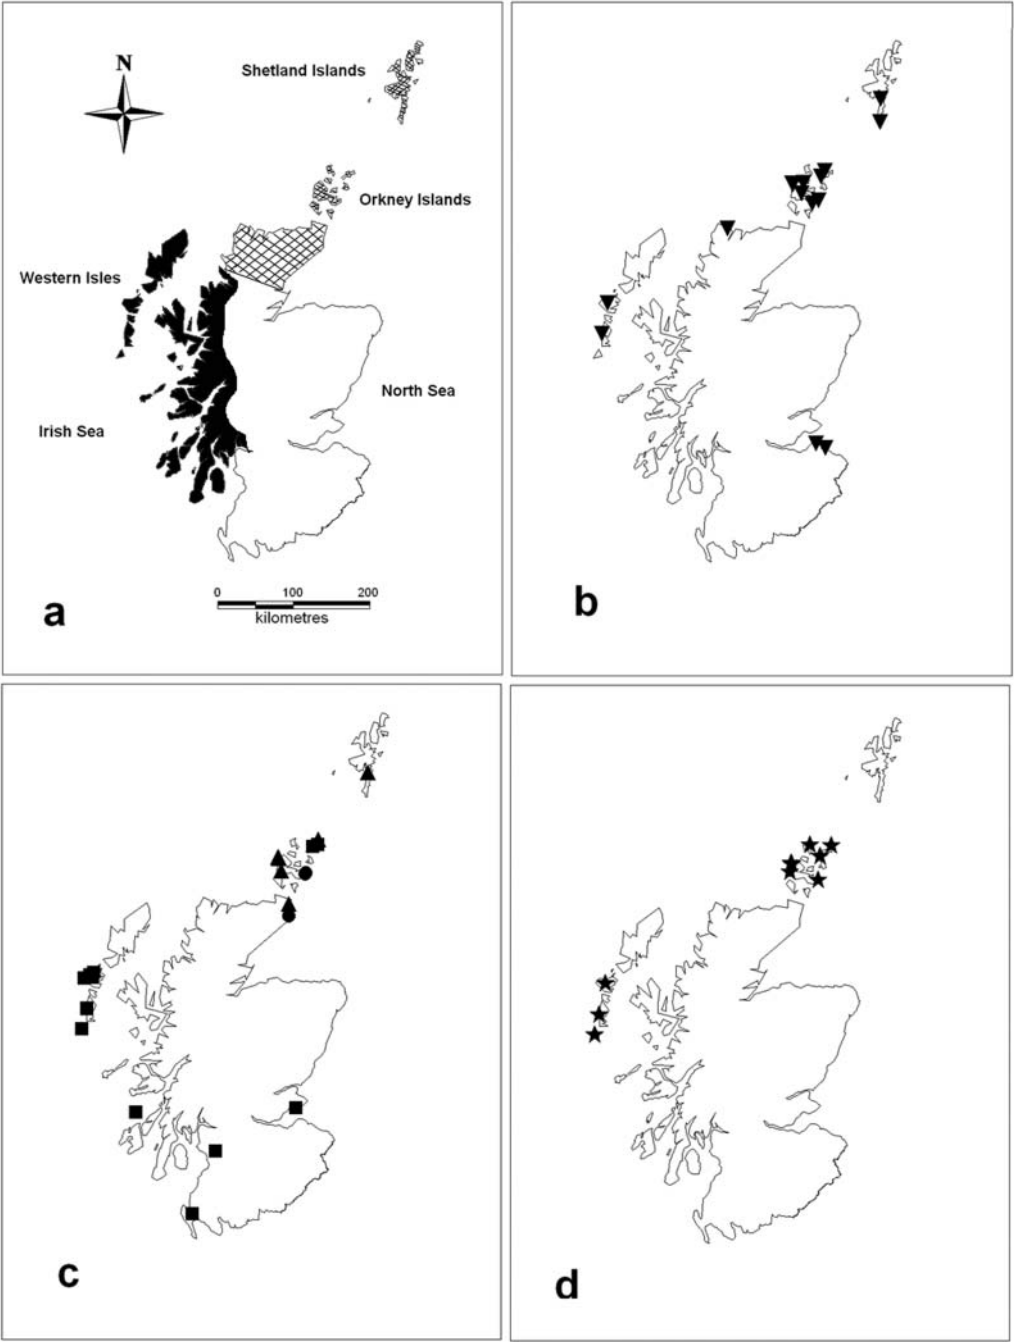 N
Shetland Islands
Orkney Islands
Western Isles
North Sea
Irish Sea
0 100 200
kilometres
a
b
c
d